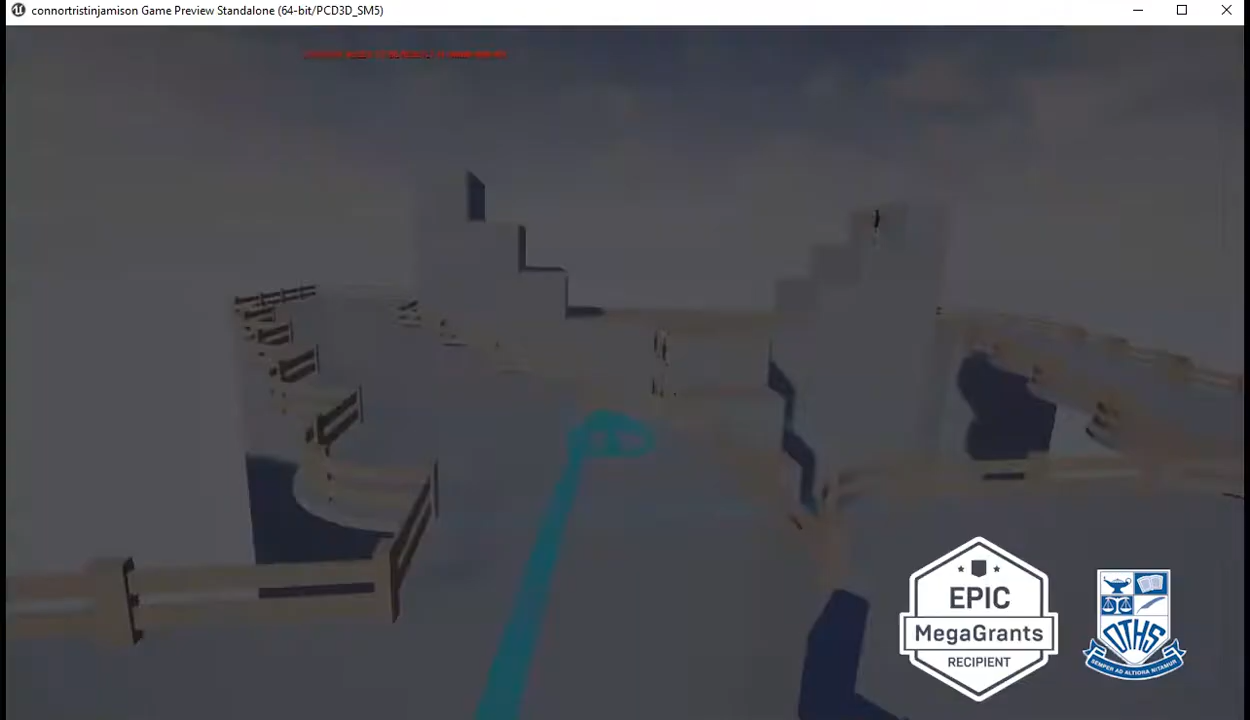 connortristinjamison Game Preview Standalone (64-bit/PCD3D_SM5)
EPIC
MegaGrants
RECIPIENT
OTHS
SEMPER AD ALTIORA NITAMUR